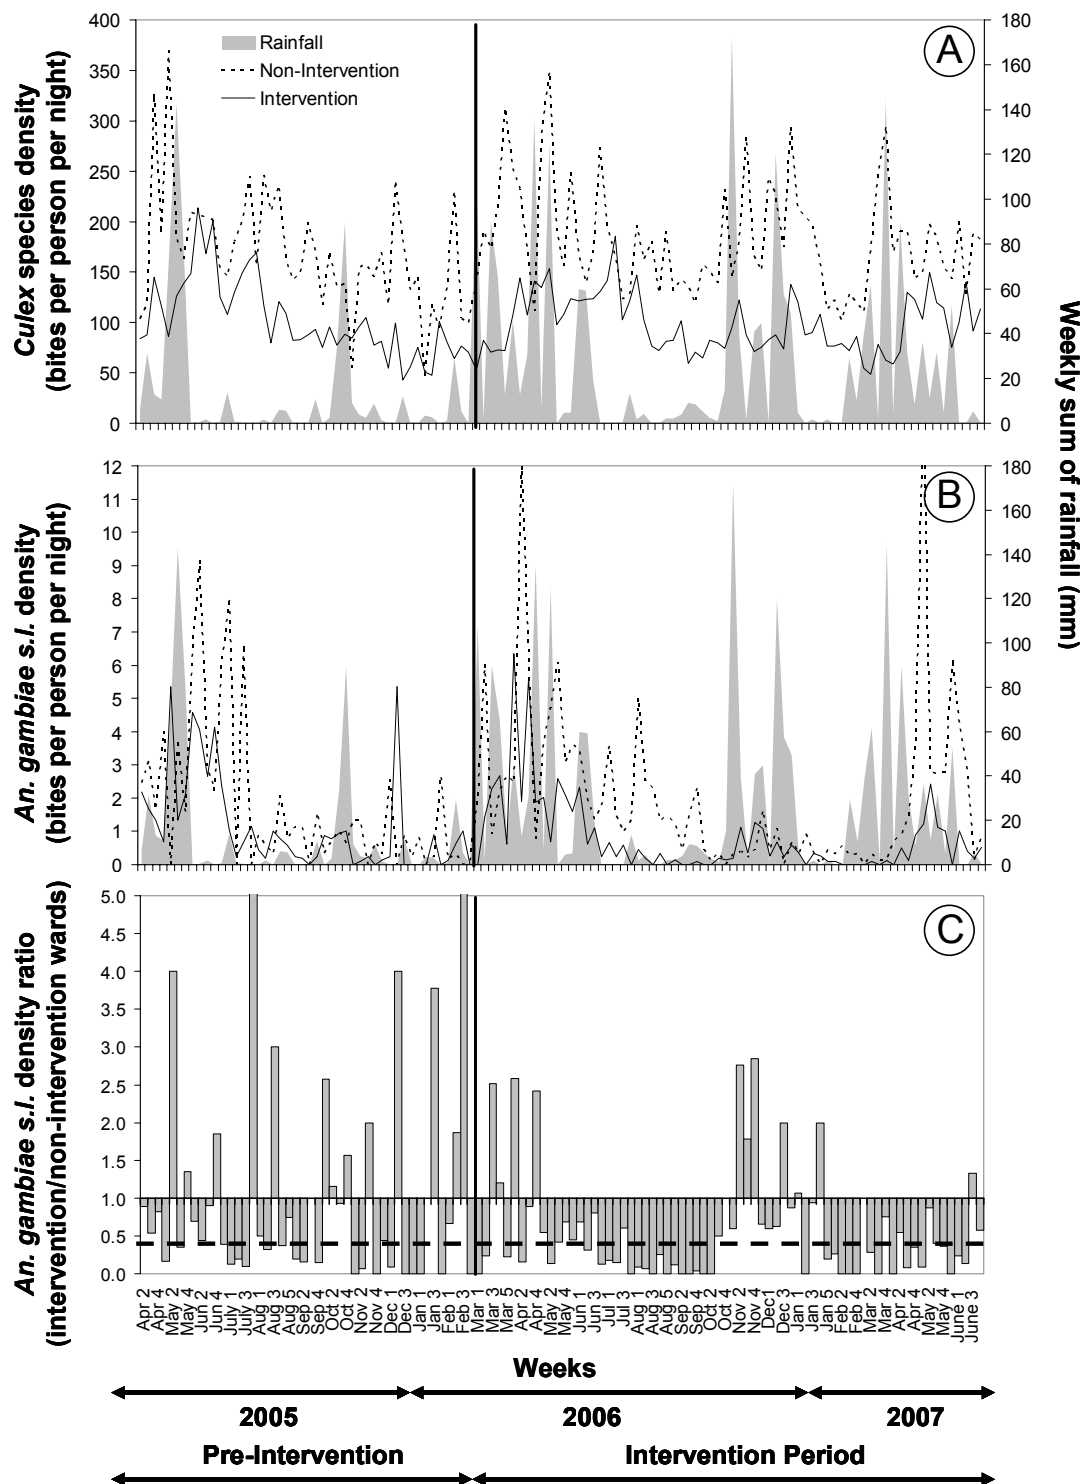 400
350
300
250
200
150
100
50
0
180
160
140
120
100
80
60
40
20
0
Rainfall
Non-Intervention
Intervention
A
Culex species density
(bites per person per night)
Weekly sum of rainfall (mm)
12
11
10
9
8
7
6
5
4
3
2
1
0
180
160
140
120
100
80
60
40
20
0
B
An. gambiae s.l. density
(bites per person per night)
5.0
4.5
4.0
3.5
3.0
2.5
2.0
1.5
1.0
0.5
0.0
C
An. gambiae s.l. density ratio
(intervention/non-intervention wards)
Apr 2
Apr 4
May 2
May 4
Jun 2
Jun 4
July 1
July 3
Aug 1
Aug 3
Aug 5
Sep 2
Sep 4
Oct 2
Oct 4
Nov 2
Nov 4
Dec 1
Dec 3
Jan 1
Jan 3
Feb 1
Feb 3
Mar 1
Mar 3
Mar 5
Apr 2
Apr 4
May 2
May 4
Jun 1
Jun 3
Jul 1
Jul 3
Aug 1
Aug 3
Aug 5
Sep 2
Sep 4
Oct 2
Oct 4
Nov 2
Nov 4
Dec1
Dec 3
Jan 1
Jan 3
Jan 5
Feb 2
Feb 4
Mar 2
Mar 4
Apr 2
Apr 4
May 2
May 4
June 1
June 3
Weeks
2005
2006
2007
Pre-Intervention
Intervention Period